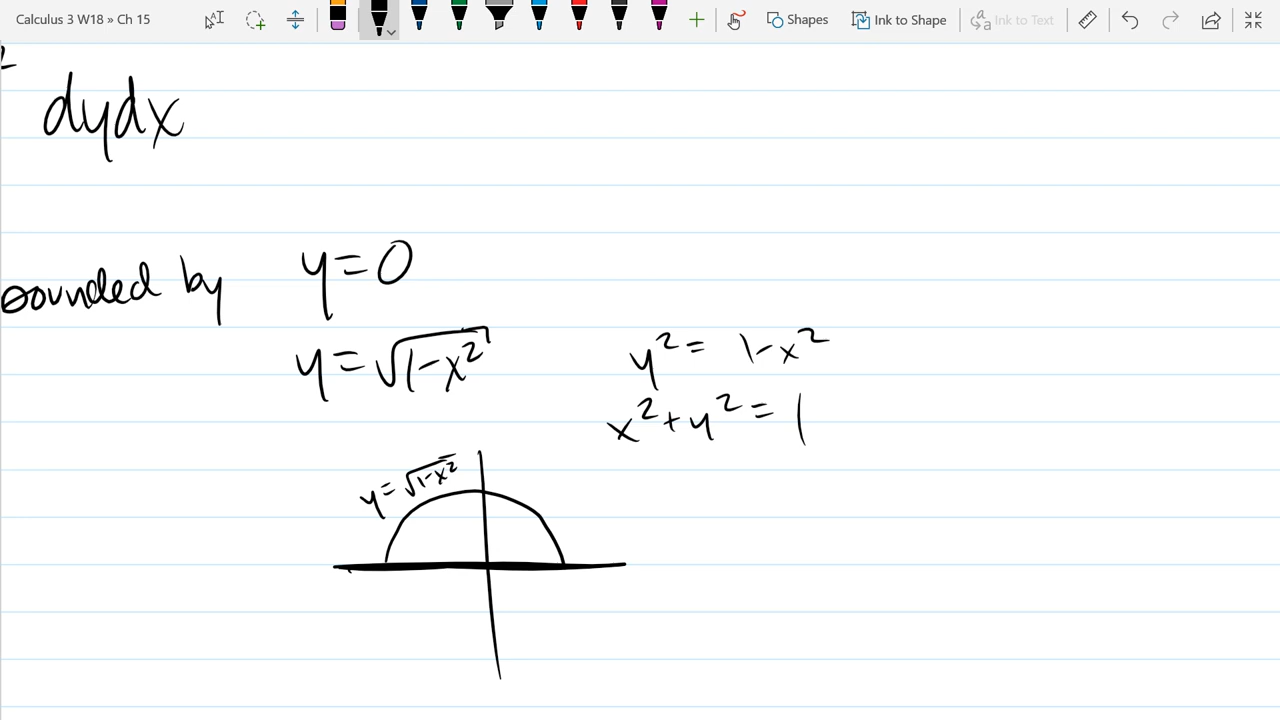 Calculus 3 W18 » Ch 15
Shapes
Ink to Shape
Ink to Text
2
dydx
bounded by
y=0
y=√(1-x²)
y²= 1-x²
x²+y²=1
y=√(1-x²)